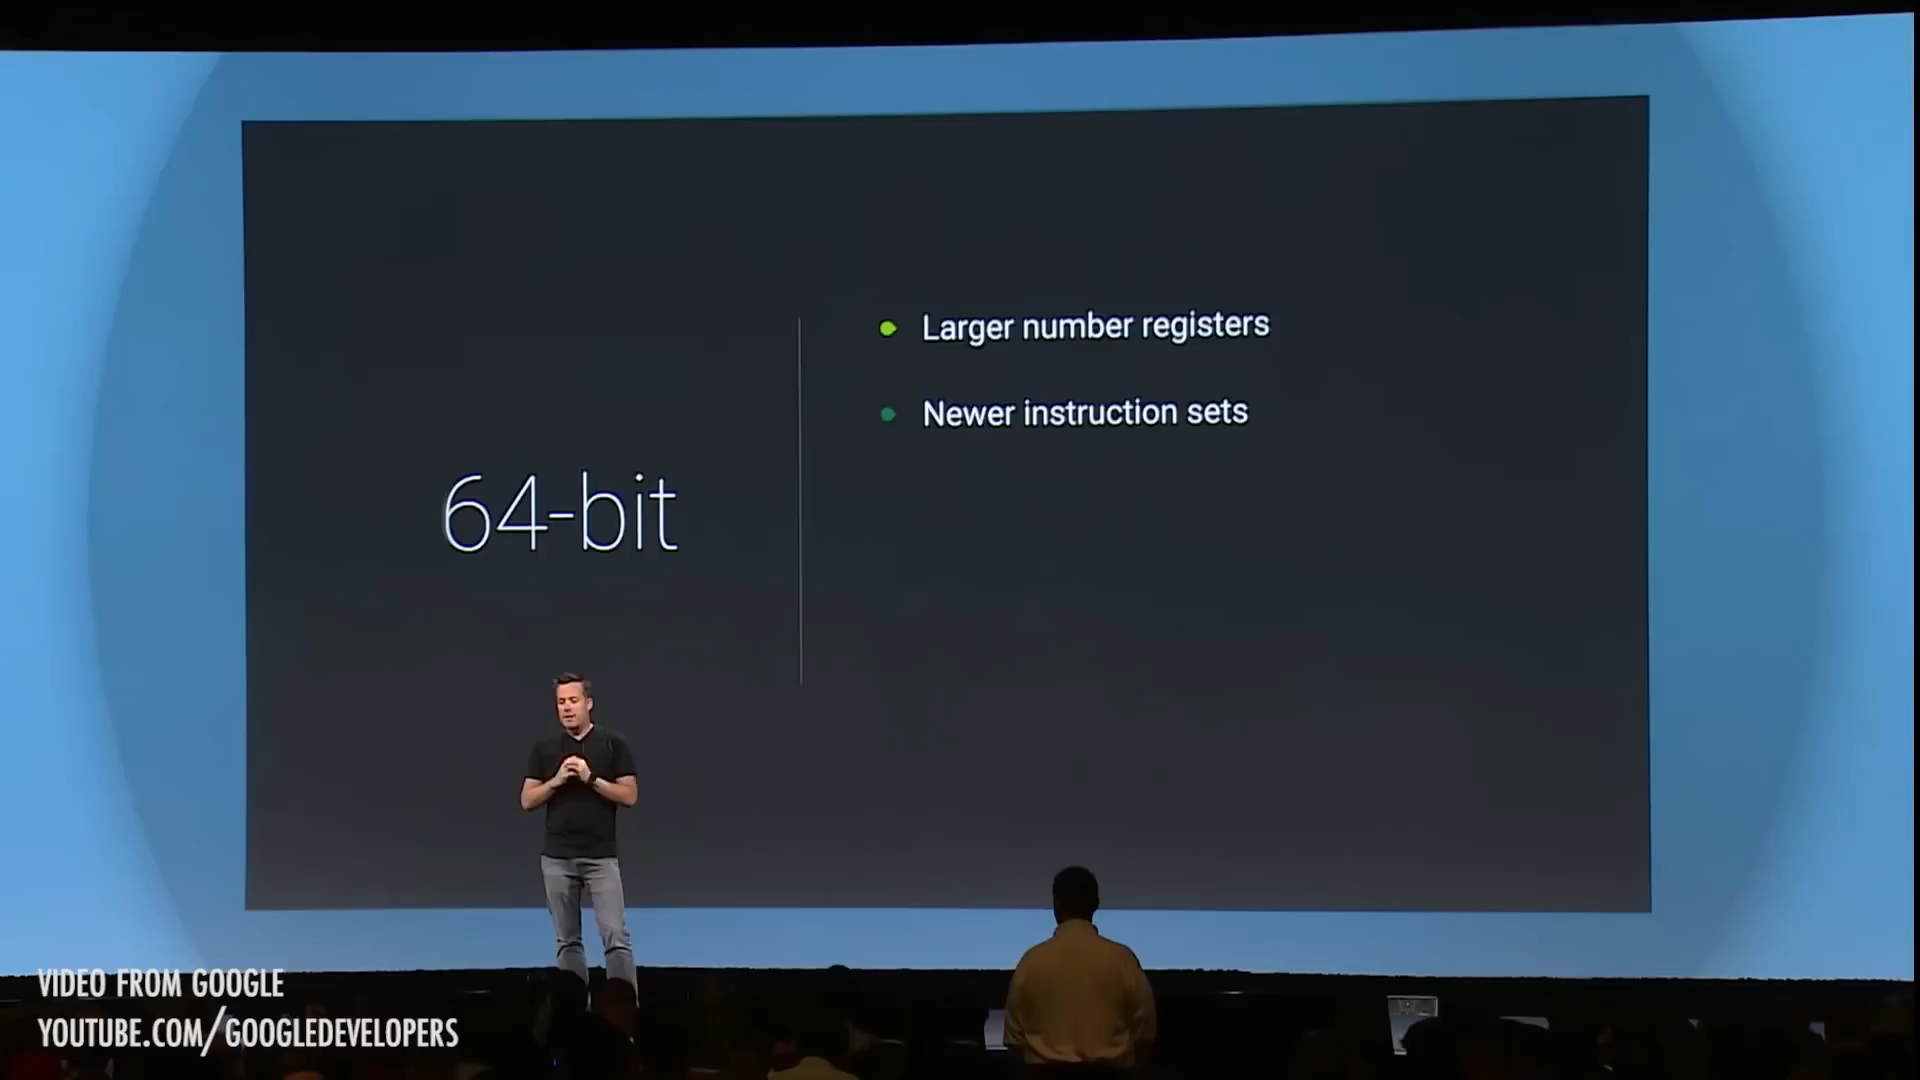 64-bit
Larger number registers
Newer instruction sets
VIDEO FROM GOOGLE
YOUTUBE.COM/GOOGLEDEVELOPERS